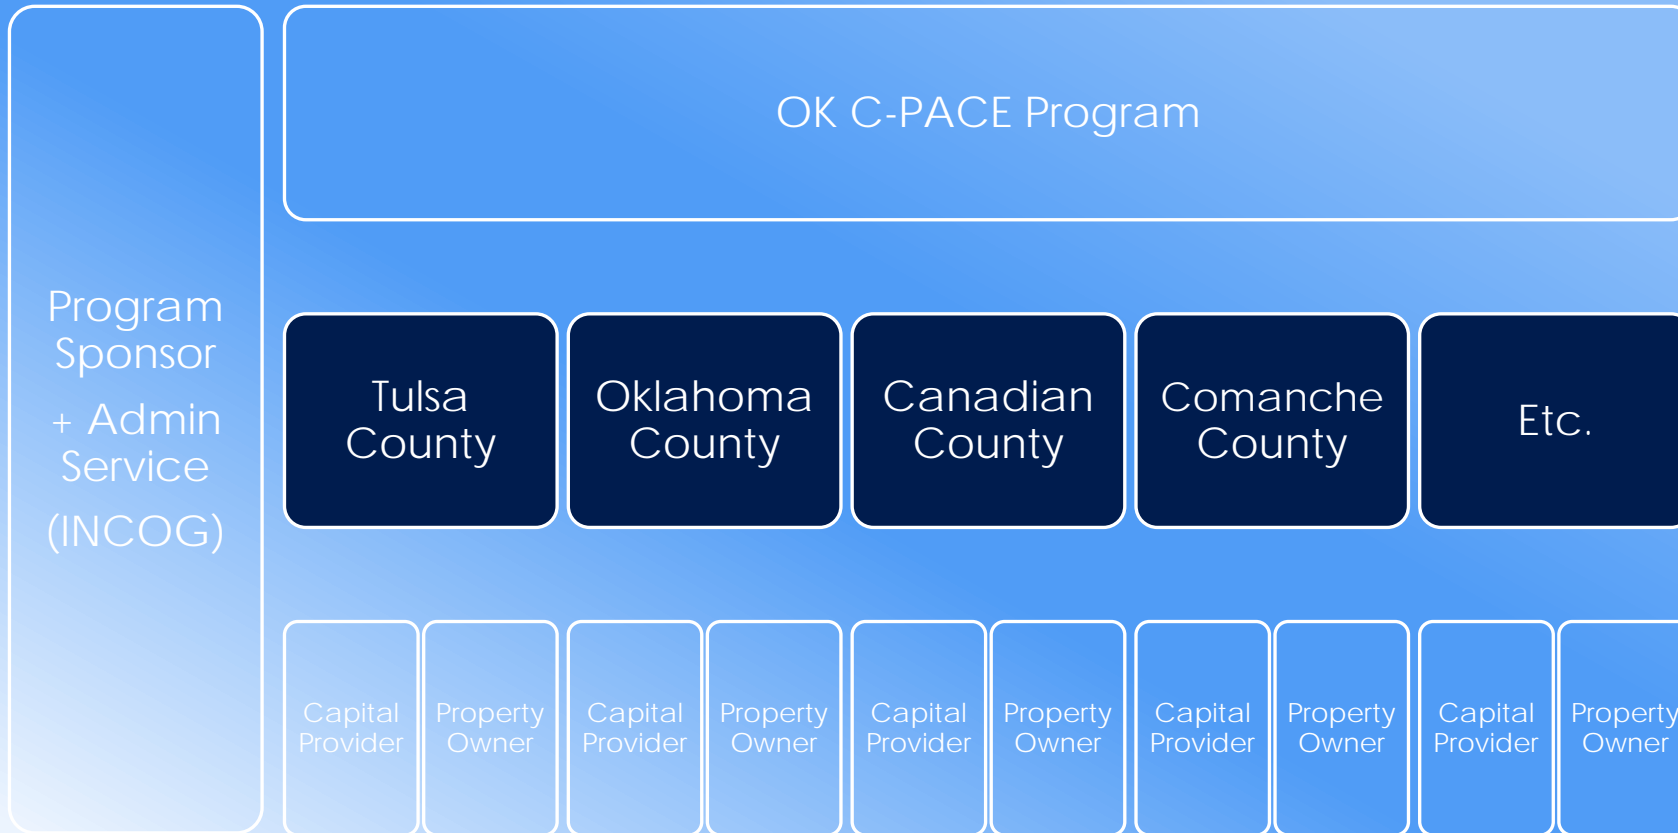 Program
Sponsor
+ Admin
Service
(INCOG)
OK C-PACE Program
Tulsa
County
Oklahoma
County
Canadian
County
Comanche
County
Etc.
Capital
Provider
Property
Owner
Capital
Provider
Property
Owner
Capital
Provider
Property
Owner
Capital
Provider
Property
Owner
Capital
Provider
Property
Owner